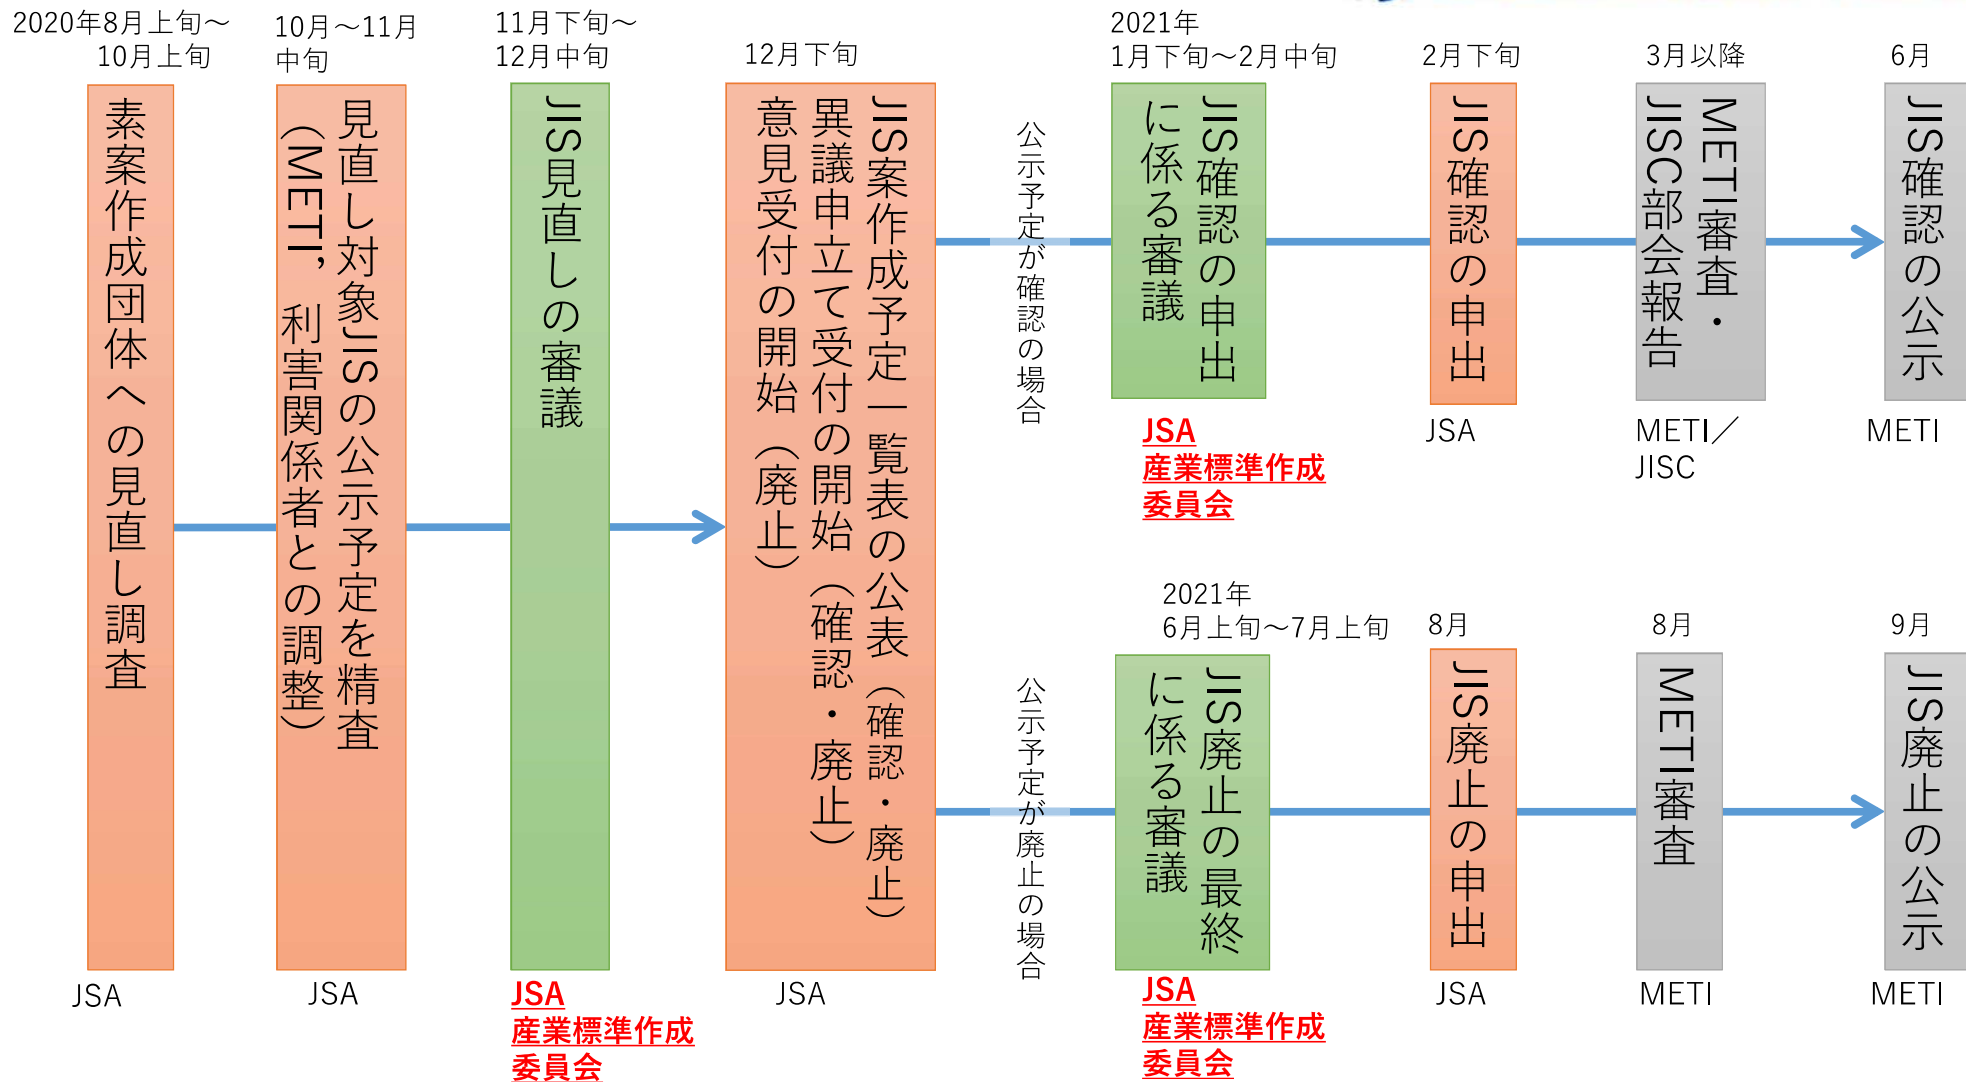 2020年8月上旬～
10月上旬
素案作成団体への見直し調査
JSA
10月～11月
中旬
見直し対象JISの公示予定を精査
（METI，利害関係者との調整）
JSA
11月下旬～
12月中旬
JIS見直しの審議
JSA
産業標準作成
委員会
12月下旬
JIS案作成予定一覧表の公表（確認・廃止）
異議申立て受付の開始（確認・廃止）
意見受付の開始（廃止）
JSA
公示予定が確認の場合
2021年
1月下旬～2月中旬
JIS確認の申出
に係る審議
JSA
産業標準作成
委員会
2月下旬
JIS確認の申出
JSA
3月以降
METI審査・
JISC部会報告
METI／
JISC
6月
JIS確認の公示
METI
公示予定が廃止の場合
2021年
6月上旬～7月上旬
JIS廃止の最終
に係る審議
JSA
産業標準作成
委員会
8月
JIS廃止の申出
JSA
8月
METI審査
METI
9月
JIS廃止の公示
METI